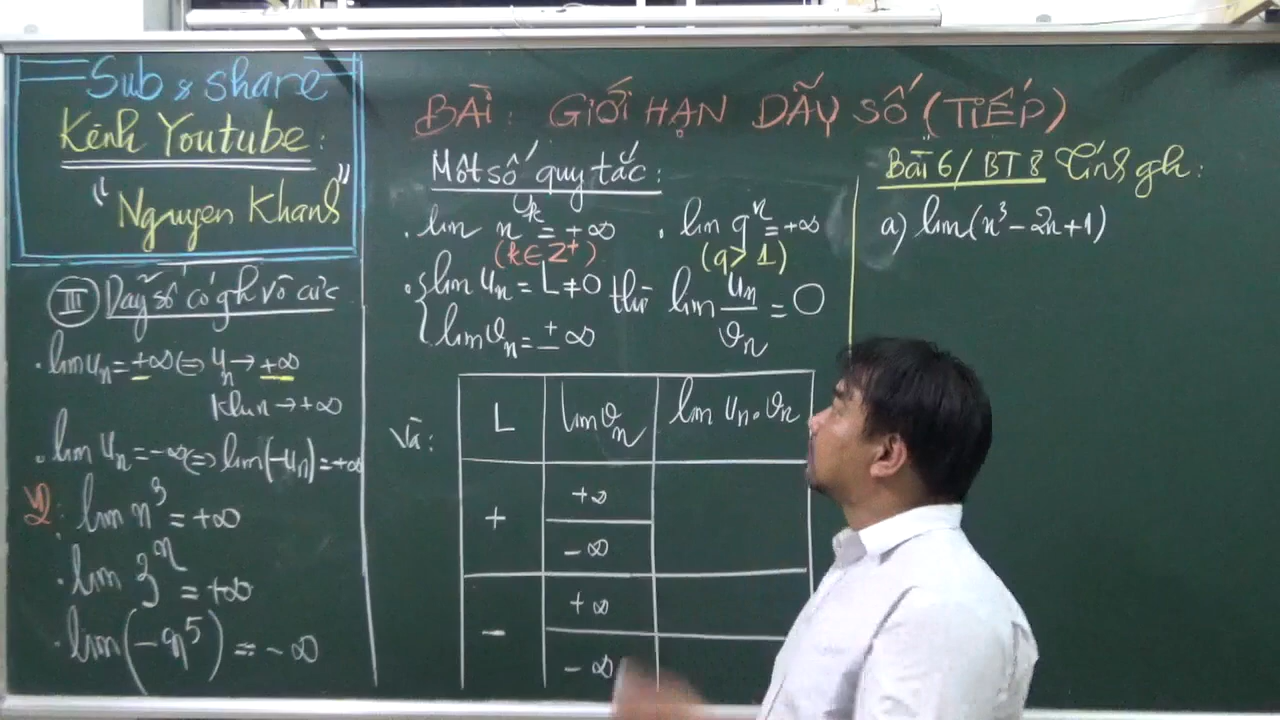 Sub & share
Kênh Youtube:
"Nguyen Khanh"
III Dãy số có gh vô cực
. lim uₙ = +∞ ⇔ uₙ → +∞
khi n → +∞
. lim uₙ = -∞ ⇔ lim(-uₙ) = +∞
VD: lim n³ = +∞
. lim 3ⁿ = +∞
. lim(-n⁵) = -∞
BÀI: GIỚI HẠN DÃY SỐ (TIẾP)
Một số quy tắc:
. lim nᵏ = +∞ . lim qⁿ = +∞
(k∈Z⁺) (q > 1)
. { lim uₙ = L ≠ 0 thì lim uₙ/vₙ = 0
lim vₙ = ±∞
Và:
L lim vₙ lim uₙ.vₙ
+ +∞
-∞
- +∞
-∞
Bài 6/BT 8 Tính gh:
a) lim(n³ - 2n + 1)